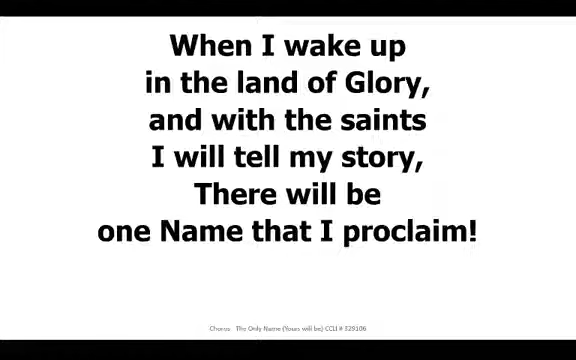 When I wake up
in the land of Glory,
and with the saints
I will tell my story,
There will be
one Name that I proclaim!
Chorus. The Only Name (Yours will be) CCLI # 329106